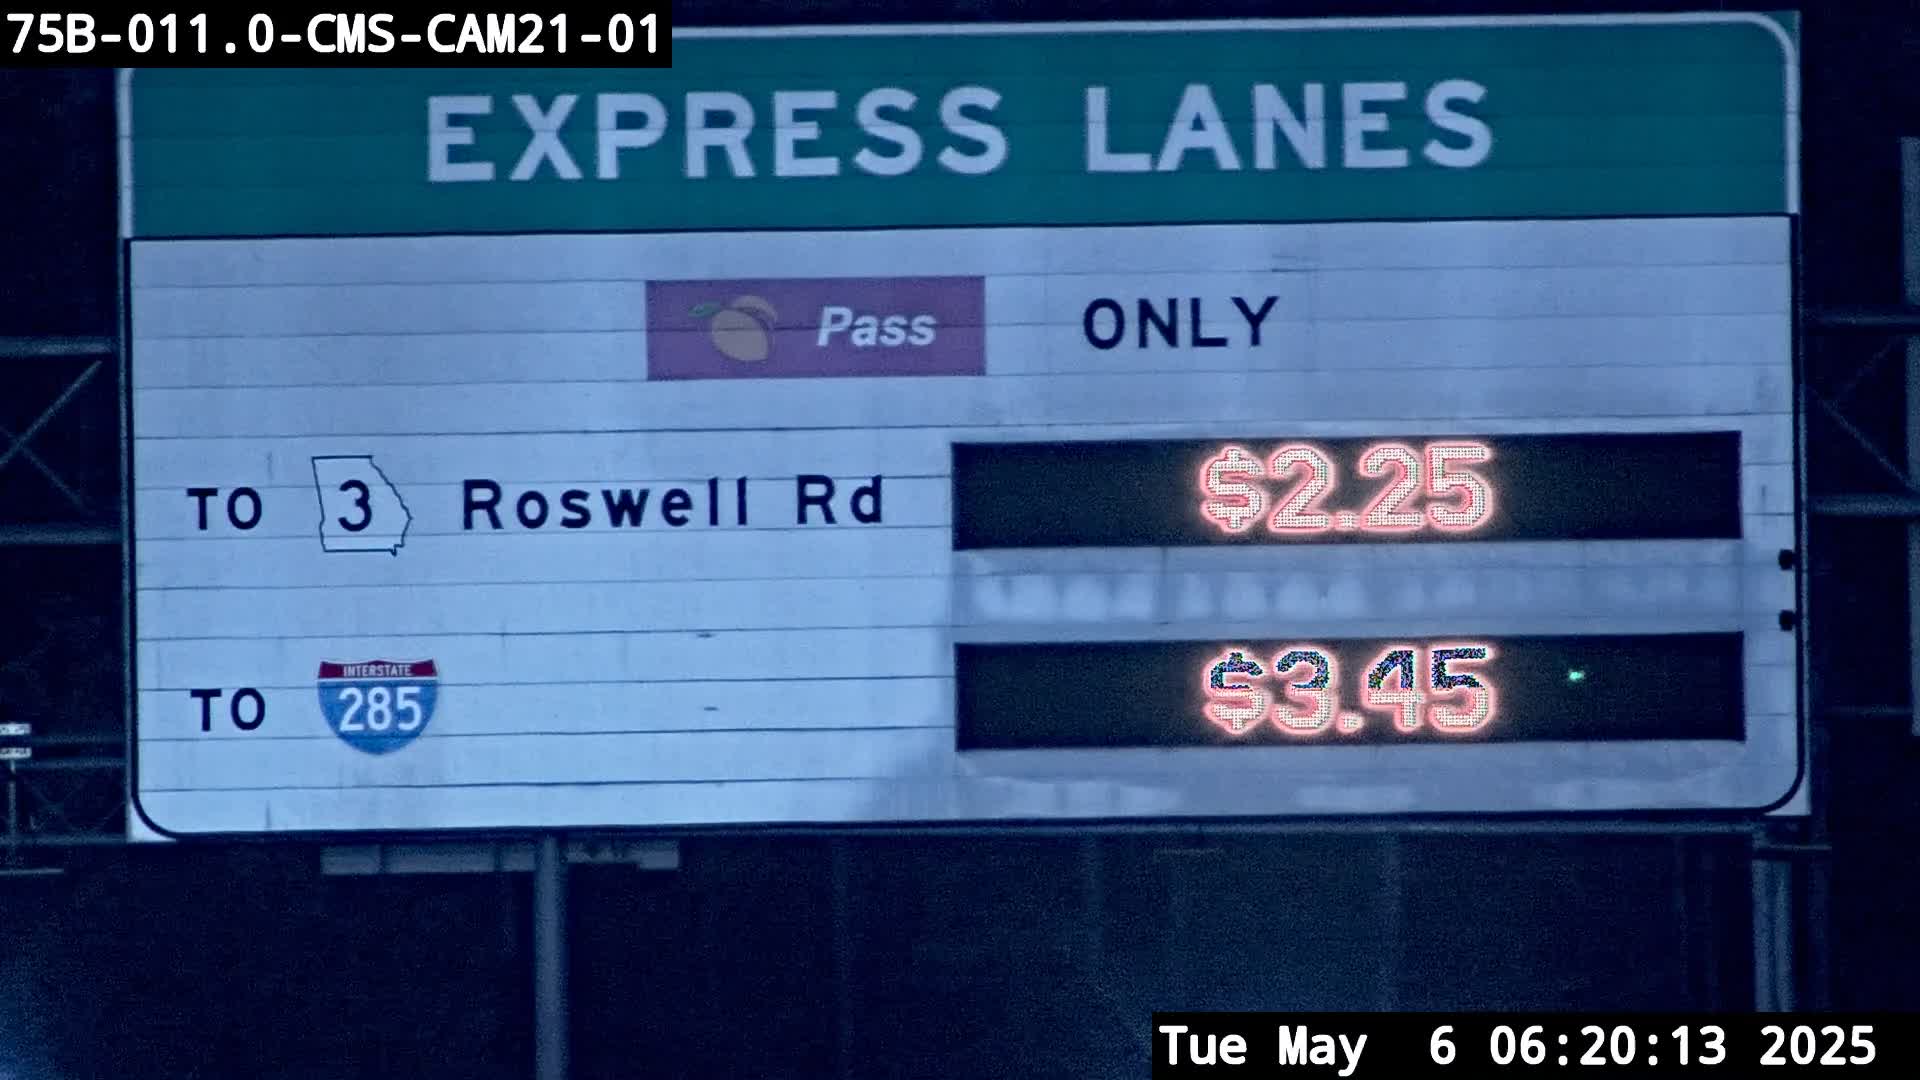 75B-011.0-CMS-CAM21-01
EXPRESS LANES
Pass ONLY
TO 3 Roswell Rd $2.25
INTERSTATE
TO 285 $3.45
Tue May 6 06:20:13 2025